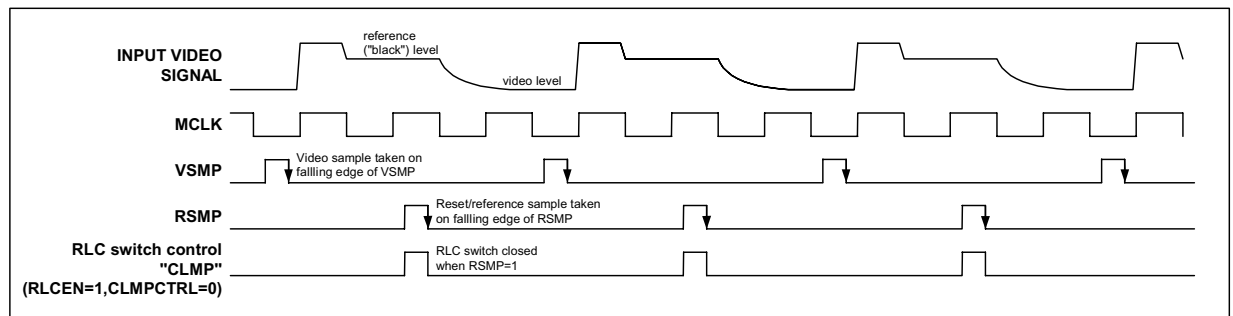 INPUT VIDEO
SIGNAL
reference
("black") level
video level
MCLK
VSMP
Video sample taken on
fallling edge of VSMP
RSMP
Reset/reference sample taken
on fallling edge of RSMP
RLC switch control
"CLMP"
(RLCEN=1,CLMPCTRL=0)
RLC switch closed
when RSMP=1